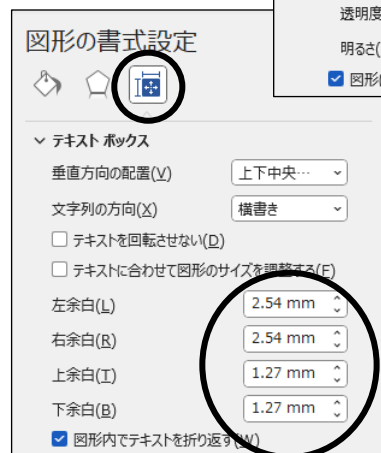 透明度
明るさ(
図形の
図形の書式設定
テキスト ボックス
垂直方向の配置(V) 上下中央…
文字列の方向(X) 横書き
テキストを回転させない(D)
テキストに合わせて図形のサイズを調整する(F)
左余白(L) 2.54 mm
右余白(R) 2.54 mm
上余白(T) 1.27 mm
下余白(B) 1.27 mm
図形内でテキストを折り返す(W)